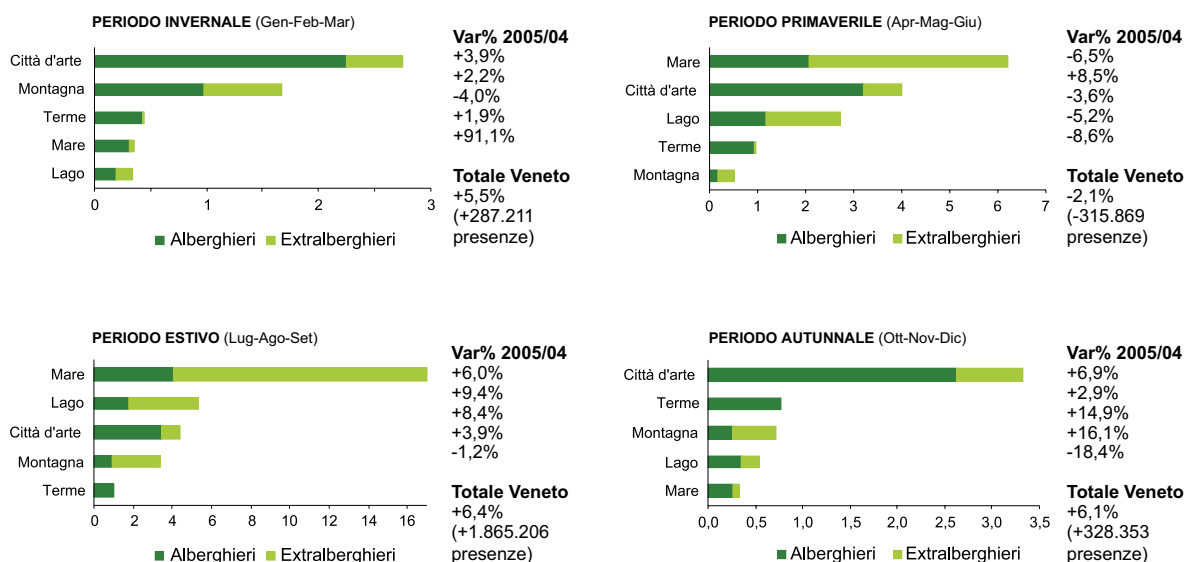 PERIODO INVERNALE (Gen-Feb-Mar)
Città d'arte
Montagna
Terme
Mare
Lago
0 1 2 3
Alberghieri Extralberghieri
Var% 2005/04
+3,9%
+2,2%
-4,0%
+1,9%
+91,1%
Totale Veneto
+5,5%
(+287.211
presenze)
PERIODO PRIMAVERILE (Apr-Mag-Giu)
Mare
Città d'arte
Lago
Terme
Montagna
0 1 2 3 4 5 6 7
Alberghieri Extralberghieri
Var% 2005/04
-6,5%
+8,5%
-3,6%
-5,2%
-8,6%
Totale Veneto
-2,1%
(-315.869
presenze)
PERIODO ESTIVO (Lug-Ago-Set)
Mare
Lago
Città d'arte
Montagna
Terme
0 2 4 6 8 10 12 14 16
Alberghieri Extralberghieri
Var% 2005/04
+6,0%
+9,4%
+8,4%
+3,9%
-1,2%
Totale Veneto
+6,4%
(+1.865.206
presenze)
PERIODO AUTUNNALE (Ott-Nov-Dic)
Città d'arte
Terme
Montagna
Lago
Mare
0,0 0,5 1,0 1,5 2,0 2,5 3,0 3,5
Alberghieri Extralberghieri
Var% 2005/04
+6,9%
+2,9%
+14,9%
+16,1%
-18,4%
Totale Veneto
+6,1%
(+328.353
presenze)